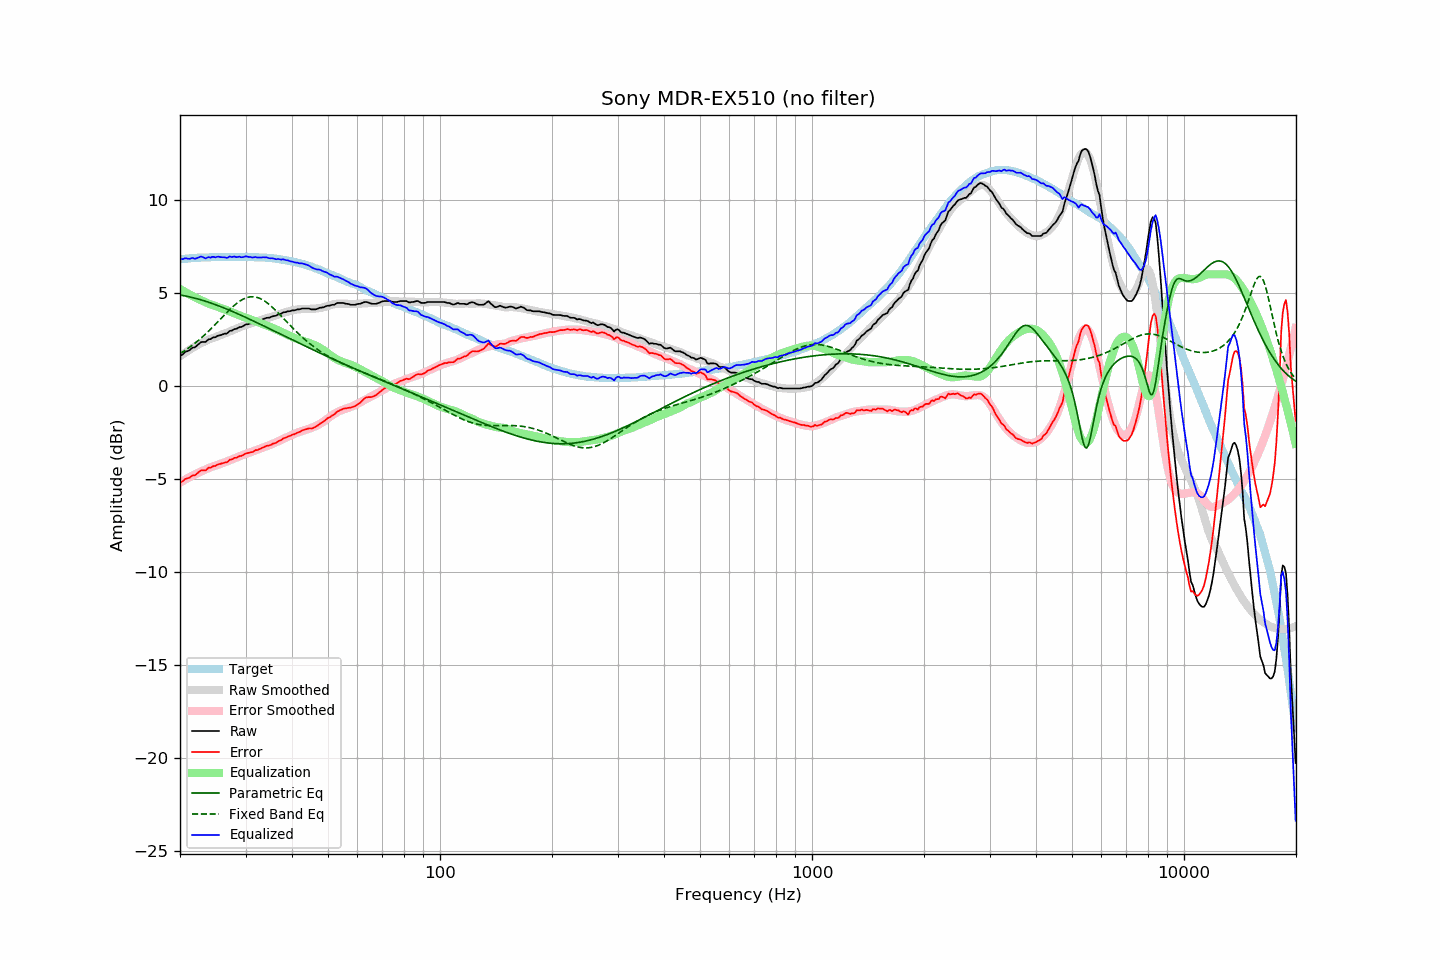 Sony MDR-EX510 (no filter)
10
5
0
−5
−10
−15
−20
−25
Amplitude (dBr)
Target
Raw Smoothed
Error Smoothed
Raw
Error
Equalization
Parametric Eq
Fixed Band Eq
Equalized
100
1000
10000
Frequency (Hz)